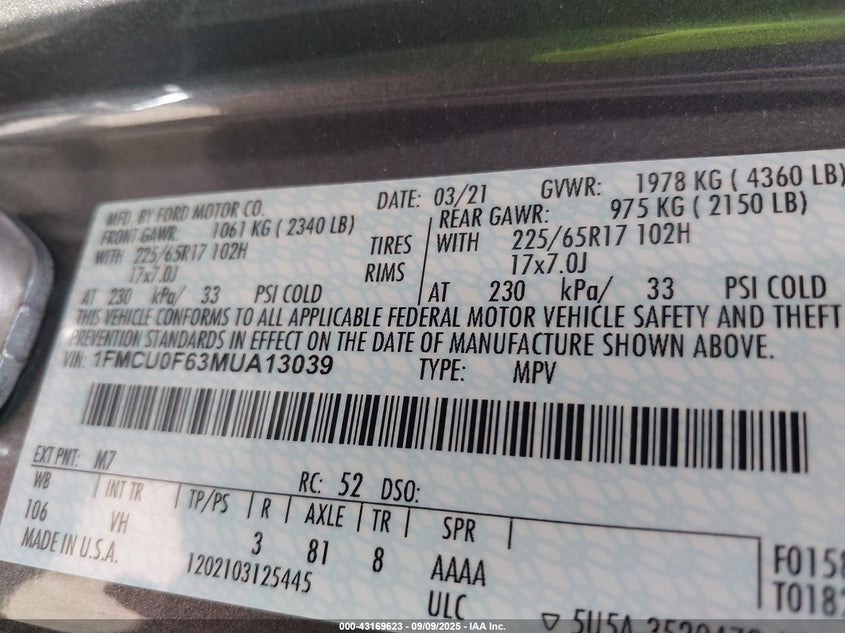 MFD. BY FORD MOTOR CO.
DATE: 03/21
GVWR: 1978 KG ( 4360 LB)
FRONT GAWR: 1061 KG ( 2340 LB)
REAR GAWR: 975 KG ( 2150 LB)
WITH 225/65R17 102H
TIRES
WITH 225/65R17 102H
17x7.0J
RIMS
17x7.0J
AT 230 kPa/ 33 PSI COLD
AT 230 kPa/ 33 PSI COLD
THIS VEHICLE CONFORMS TO ALL APPLICABLE FEDERAL MOTOR VEHICLE SAFETY AND THEFT
PREVENTION STANDARDS IN EFFECT ON THE DATE OF MANUFACTURE SHOWN ABOVE.
VIN: 1FMCU0F63MUA13039
TYPE: MPV
EXT PNT: M7
RC: 52 DSO:
WB | INT TR | TP/PS | R | AXLE | TR | SPR |
106 VH 3 81 8 AAAA
MADE IN U.S.A.
1202103125445
ULC
F0158
T0182
000-43169623 - 09/09/2025 - IAA Inc.